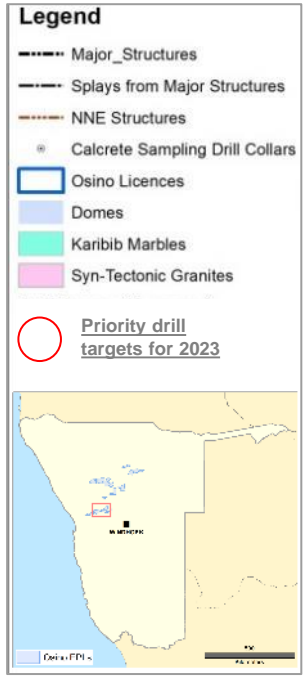 Legend
Major_Structures
Splays from Major Structures
NNE Structures
Calcrete Sampling Drill Collars
Osino Licences
Domes
Karibib Marbles
Syn-Tectonic Granites
Priority drill
targets for 2023
WINDHOEK
Osino EPLs